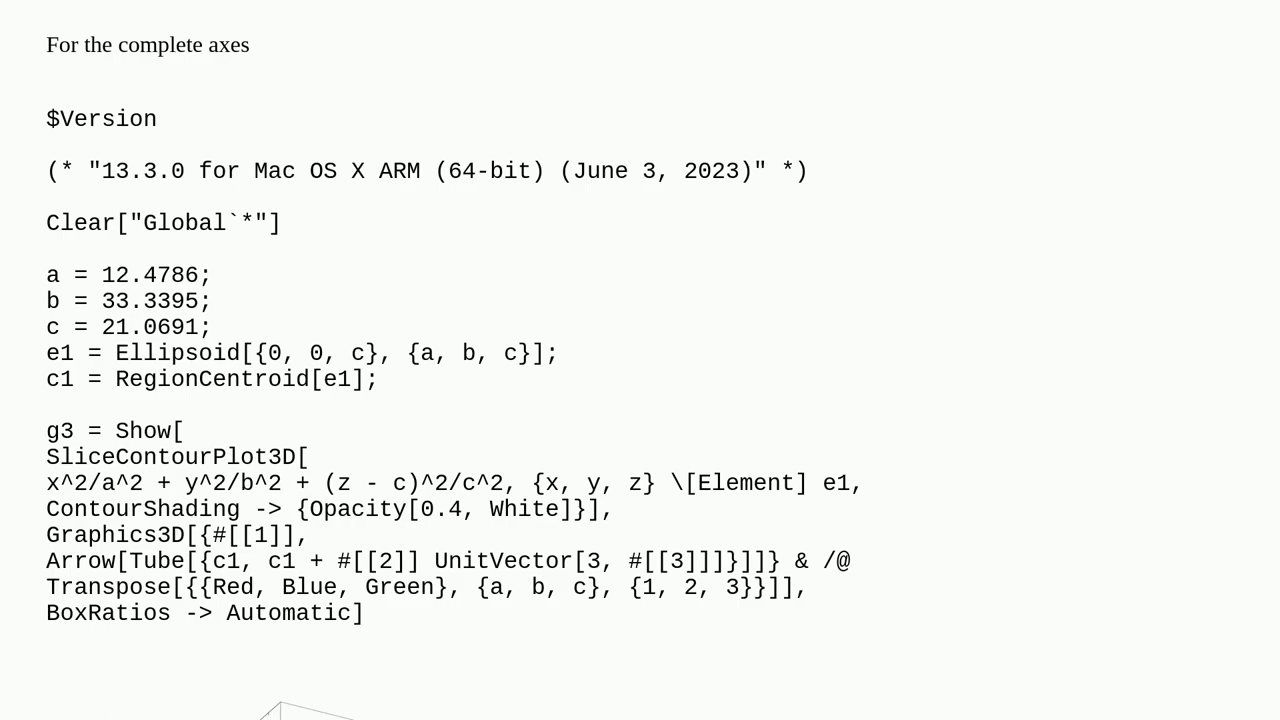 For the complete axes
$Version
(* "13.3.0 for Mac OS X ARM (64-bit) (June 3, 2023)" *)
Clear["Global`*"]
a = 12.4786;
b = 33.3395;
c = 21.0691;
e1 = Ellipsoid[{0, 0, c}, {a, b, c}];
c1 = RegionCentroid[e1];
g3 = Show[
SliceContourPlot3D[
x^2/a^2 + y^2/b^2 + (z - c)^2/c^2, {x, y, z} \[Element] e1,
ContourShading -> {Opacity[0.4, White]}],
Graphics3D[{#[[1]],
Arrow[Tube[{c1, c1 + #[[2]] UnitVector[3, #[[3]]]}]]} & /@
Transpose[{{Red, Blue, Green}, {a, b, c}, {1, 2, 3}}]],
BoxRatios -> Automatic]